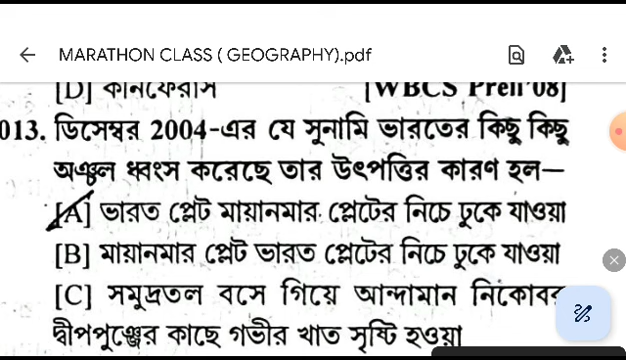 MARATHON CLASS ( GEOGRAPHY).pdf
[D] কানফেরাস [WBCS Preli'08]
013. ডিসেম্বর 2004-এর যে সুনামি ভারতের কিছু কিছু
অঞ্চল ধ্বংস করেছে তার উৎপত্তির কারণ হল—
[A] ভারত প্লেট মায়ানমার প্লেটের নিচে ঢুকে যাওয়া
[B] মায়ানমার প্লেট ভারত প্লেটের নিচে ঢুকে যাওয়া
[C] সমুদ্রতল বসে গিয়ে আন্দামান নিকোবর
দ্বীপপুঞ্জের কাছে গভীর খাত সৃষ্টি হওয়া